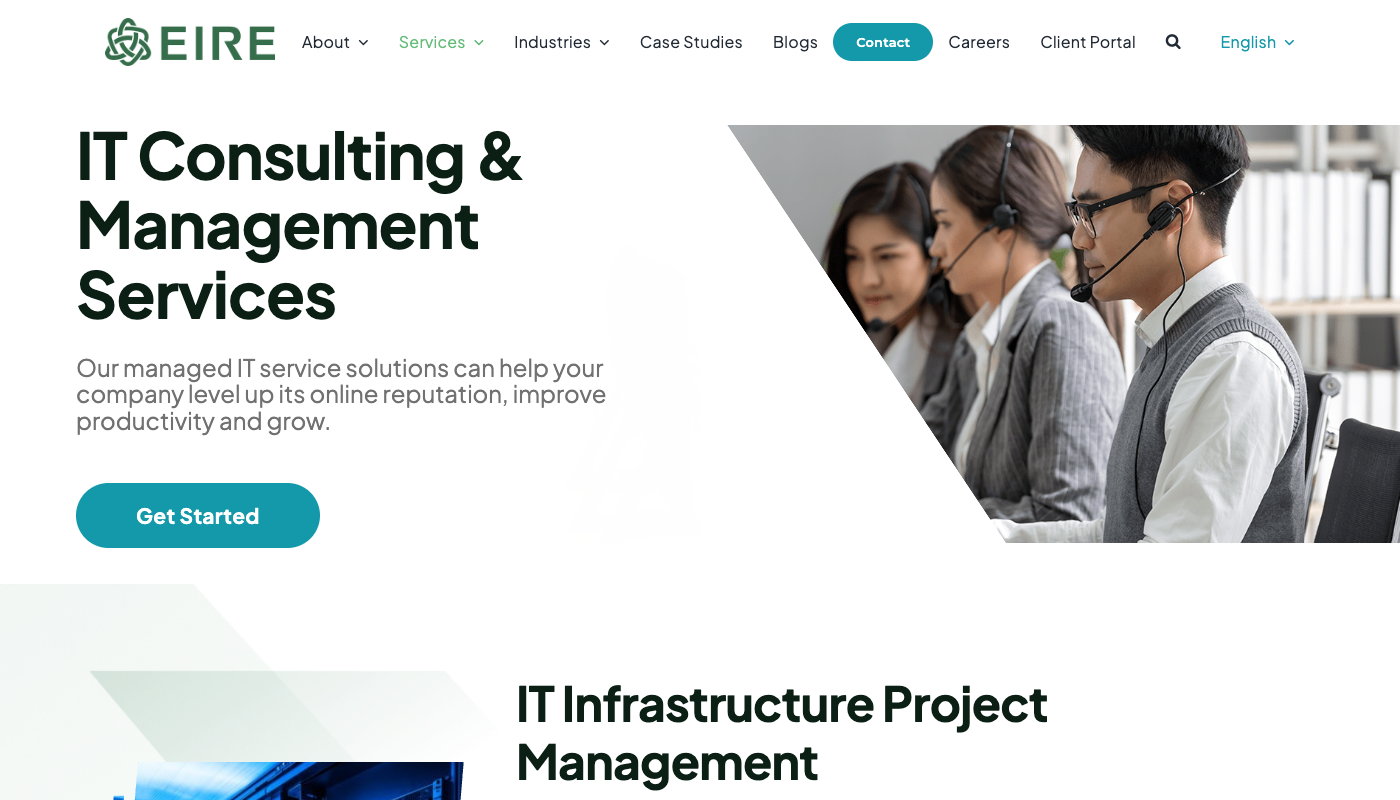 EIRE
About
Services
Industries
Case Studies
Blogs
Contact
Careers
Client Portal
English
IT Consulting &
Management
Services
Our managed IT service solutions can help your
company level up its online reputation, improve
productivity and grow.
Get Started
IT Infrastructure Project
Management